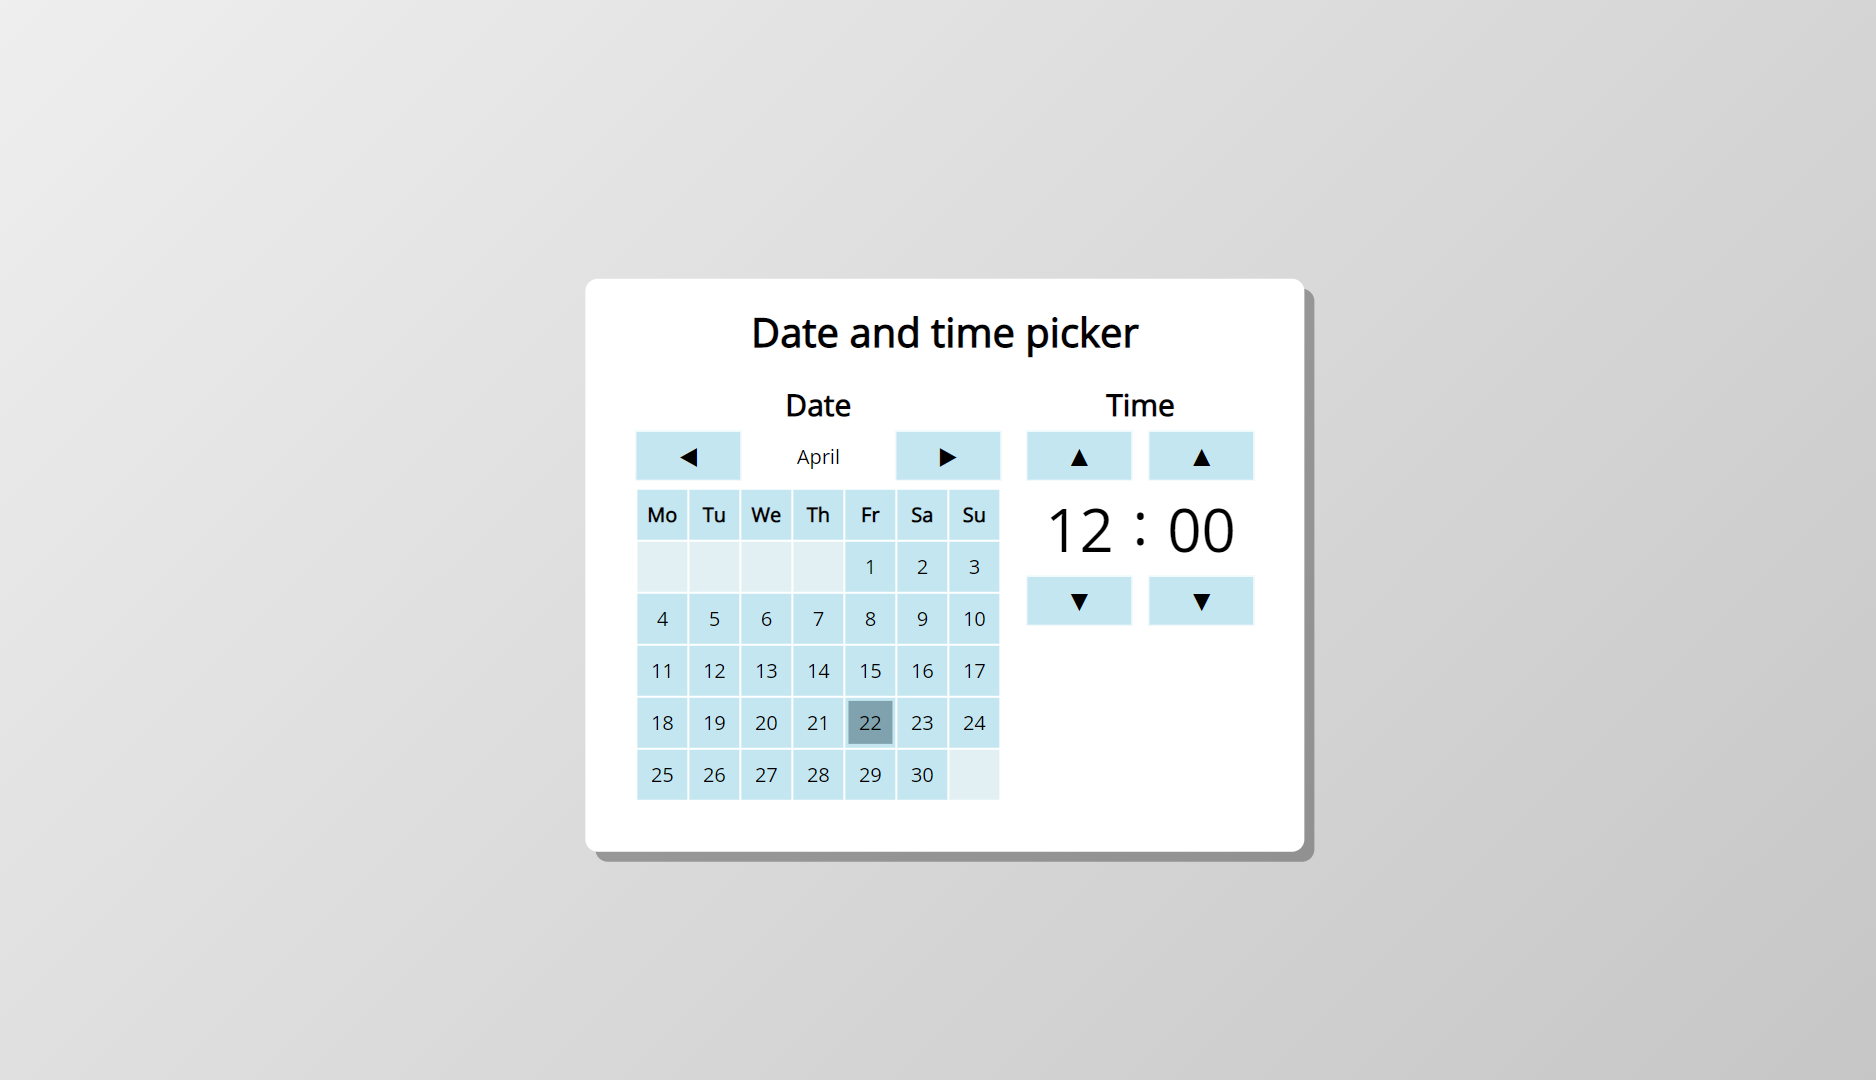 Date and time picker
Date
◀ April ▶
Mo Tu We Th Fr Sa Su
1 2 3
4 5 6 7 8 9 10
11 12 13 14 15 16 17
18 19 20 21 22 23 24
25 26 27 28 29 30
Time
▲ ▲
12 : 00
▼ ▼